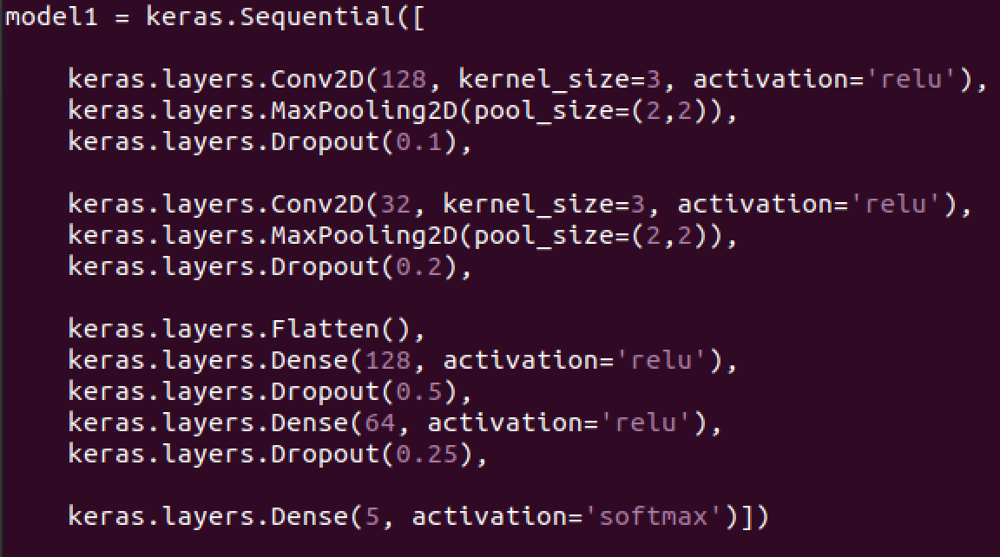 model1 = keras.Sequential([
keras.layers.Conv2D(128, kernel_size=3, activation='relu'),
keras.layers.MaxPooling2D(pool_size=(2,2)),
keras.layers.Dropout(0.1),
keras.layers.Conv2D(32, kernel_size=3, activation='relu'),
keras.layers.MaxPooling2D(pool_size=(2,2)),
keras.layers.Dropout(0.2),
keras.layers.Flatten(),
keras.layers.Dense(128, activation='relu'),
keras.layers.Dropout(0.5),
keras.layers.Dense(64, activation='relu'),
keras.layers.Dropout(0.25),
keras.layers.Dense(5, activation='softmax')])